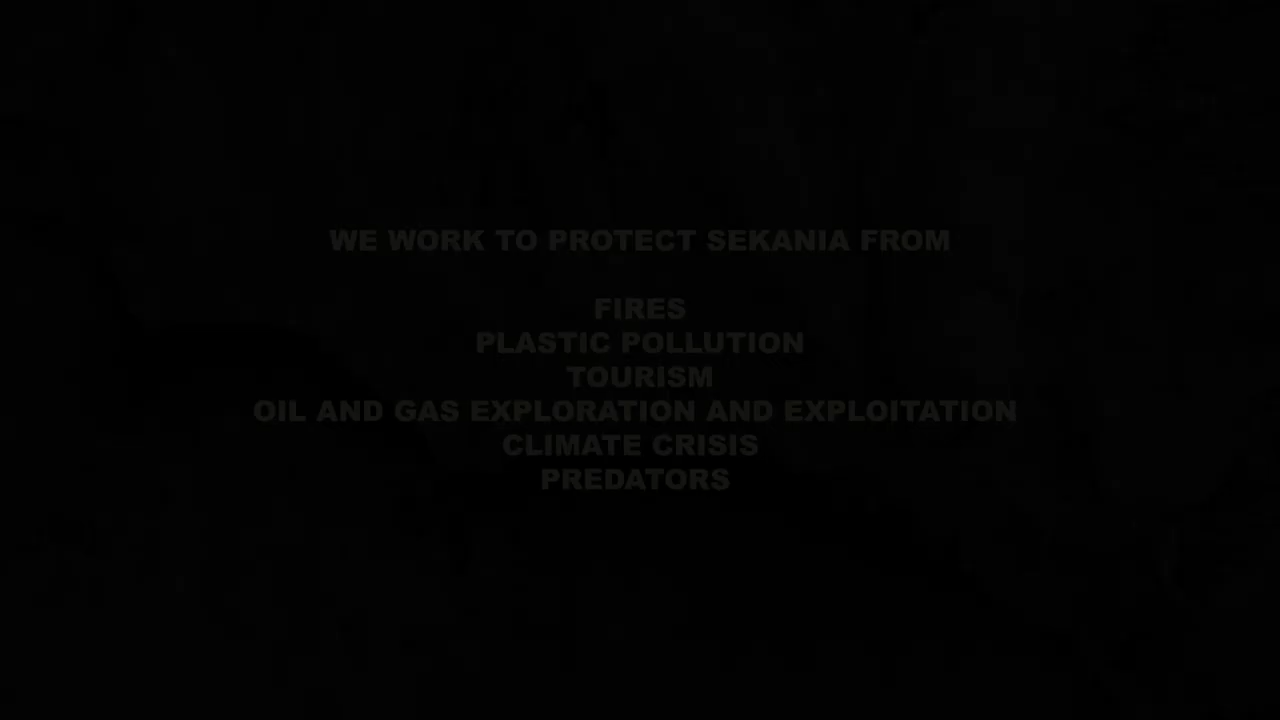 WE WORK TO PROTECT SEKANIA FROM
FIRES
PLASTIC POLLUTION
TOURISM
OIL AND GAS EXPLORATION AND EXPLOITATION
CLIMATE CRISIS
PREDATORS